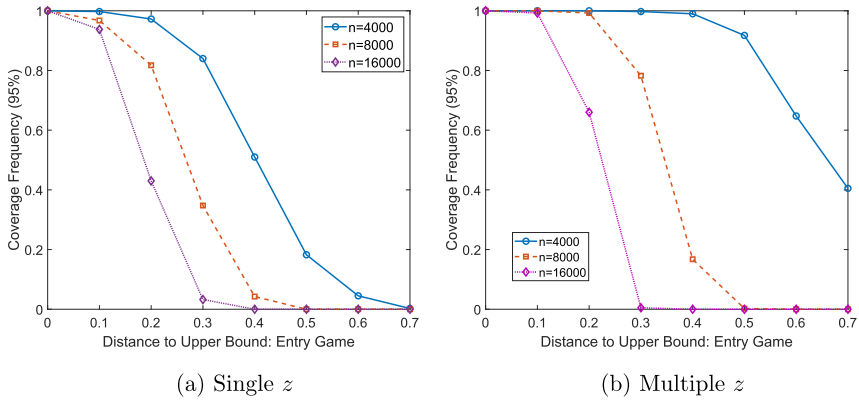 Coverage Frequency (95%)
1
0.8
0.6
0.4
0.2
0
0 0.1 0.2 0.3 0.4 0.5 0.6 0.7
Distance to Upper Bound: Entry Game
n=4000
n=8000
n=16000
(a) Single z
Coverage Frequency (95%)
1
0.8
0.6
0.4
0.2
0
0 0.1 0.2 0.3 0.4 0.5 0.6 0.7
Distance to Upper Bound: Entry Game
n=4000
n=8000
n=16000
(b) Multiple z